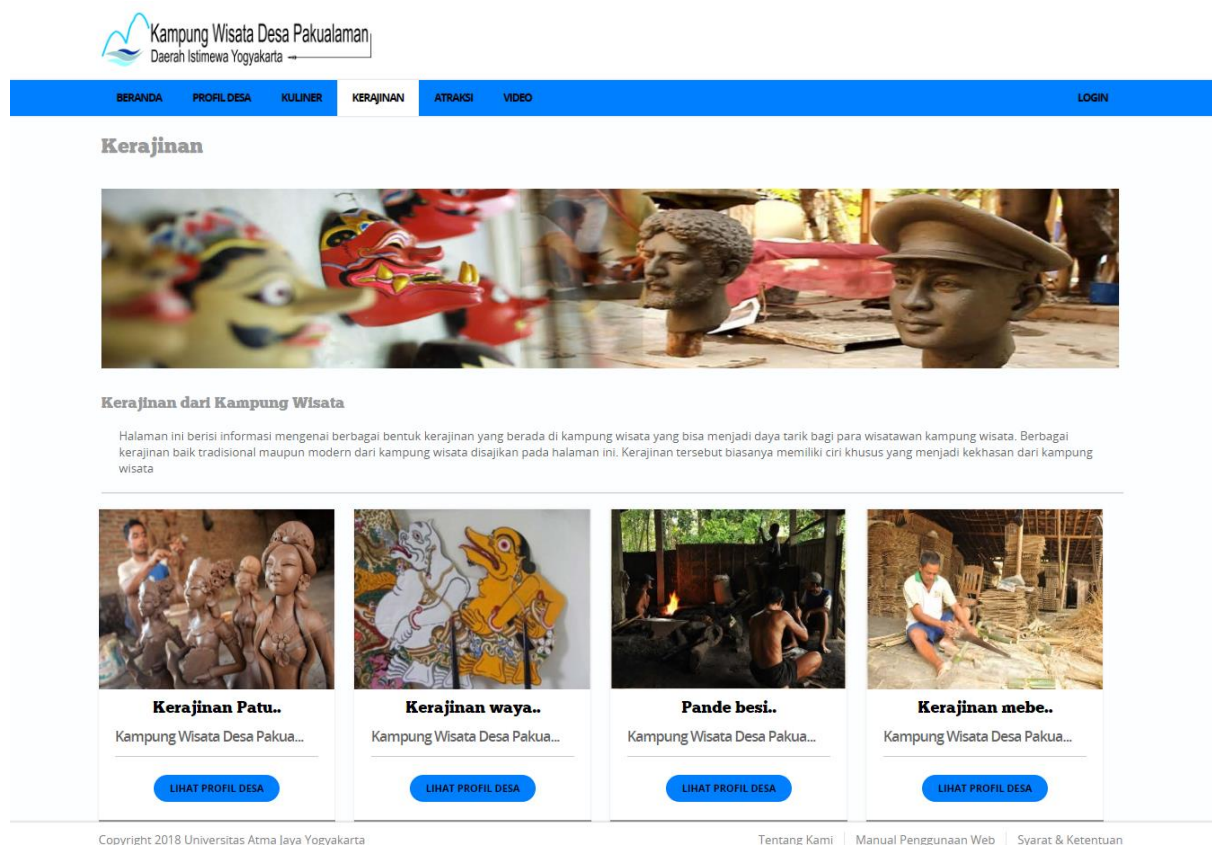 Kampung Wisata Desa Pakualaman
Daerah Istimewa Yogyakarta
BERANDA PROFIL DESA KULINER KERAJINAN ATRAKSI VIDEO LOGIN
Kerajinan
Kerajinan dari Kampung Wisata
Halaman ini berisi informasi mengenai berbagai bentuk kerajinan yang berada di kampung wisata yang bisa menjadi daya tarik bagi para wisatawan kampung wisata. Berbagai
kerajinan baik tradisional maupun modern dari kampung wisata disajikan pada halaman ini. Kerajinan tersebut biasanya memiliki ciri khusus yang menjadi kekhasan dari kampung
wisata
Kerajinan Patu..
Kampung Wisata Desa Pakua...
LIHAT PROFIL DESA
Kerajinan waya..
Kampung Wisata Desa Pakua...
LIHAT PROFIL DESA
Pande besi..
Kampung Wisata Desa Pakua...
LIHAT PROFIL DESA
Kerajinan mebe..
Kampung Wisata Desa Pakua...
LIHAT PROFIL DESA
Copyright 2018 Universitas Atma Jaya Yogyakarta
Tentang Kami Manual Penggunaan Web Syarat & Ketentuan